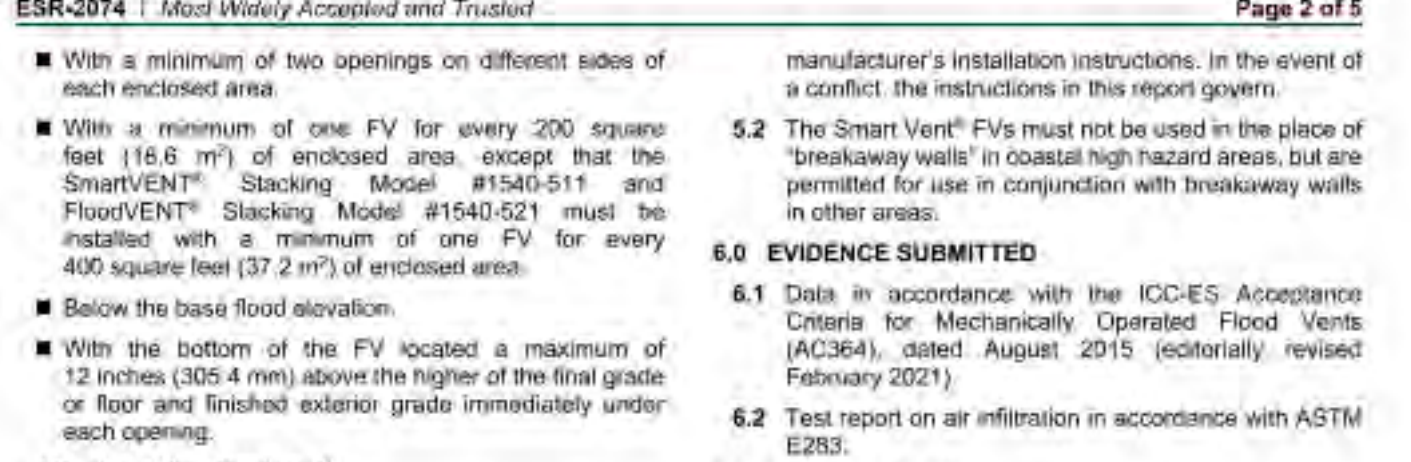 ESR-2074 | Most Widely Accepted and Trusted
Page 2 of 5
■ With a minimum of two openings on different sides of
each enclosed area.
■ With a minimum of one FV for every 200 square
feet (18.6 m²) of enclosed area, except that the
SmartVENT® Stacking Model #1540-511 and
FloodVENT® Stacking Model #1540-521 must be
installed with a minimum of one FV for every
400 square feet (37.2 m²) of enclosed area.
■ Below the base flood elevation.
■ With the bottom of the FV located a maximum of
12 inches (305.4 mm) above the higher of the final grade
or floor and finished exterior grade immediately under
each opening.
manufacturer's installation instructions. In the event of
a conflict, the instructions in this report govern.
5.2 The Smart Vent® FVs must not be used in the place of
"breakaway walls" in coastal high hazard areas, but are
permitted for use in conjunction with breakaway walls
in other areas.
6.0 EVIDENCE SUBMITTED
6.1 Data in accordance with the ICC-ES Acceptance
Criteria for Mechanically Operated Flood Vents
(AC364), dated August 2015 (editorially revised
February 2021).
6.2 Test report on air infiltration in accordance with ASTM
E283.